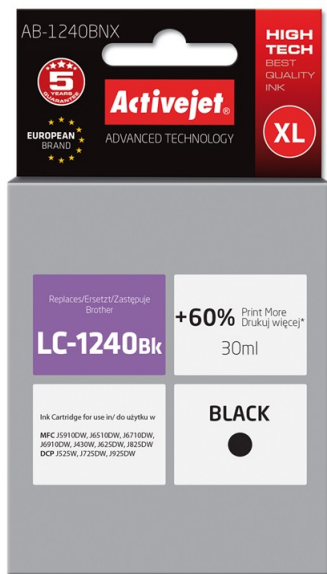 AB-1240BNX
HIGH
TECH
BEST
QUALITY
INK
5
YEARS
GUARANTEE
Activejet®
EUROPEAN
BRAND
ADVANCED TECHNOLOGY
XL
Replaces/Ersetzt/Zastępuje
Brother
LC-1240Bk
+60% Print More
Drukuj więcej*
30ml
Ink Cartridge for use in/ do użytku w
MFC J5910DW, J6510DW, J6710DW,
J6910DW, J430W, J625DW, J825DW
DCP J525W, J725DW, J925DW
BLACK